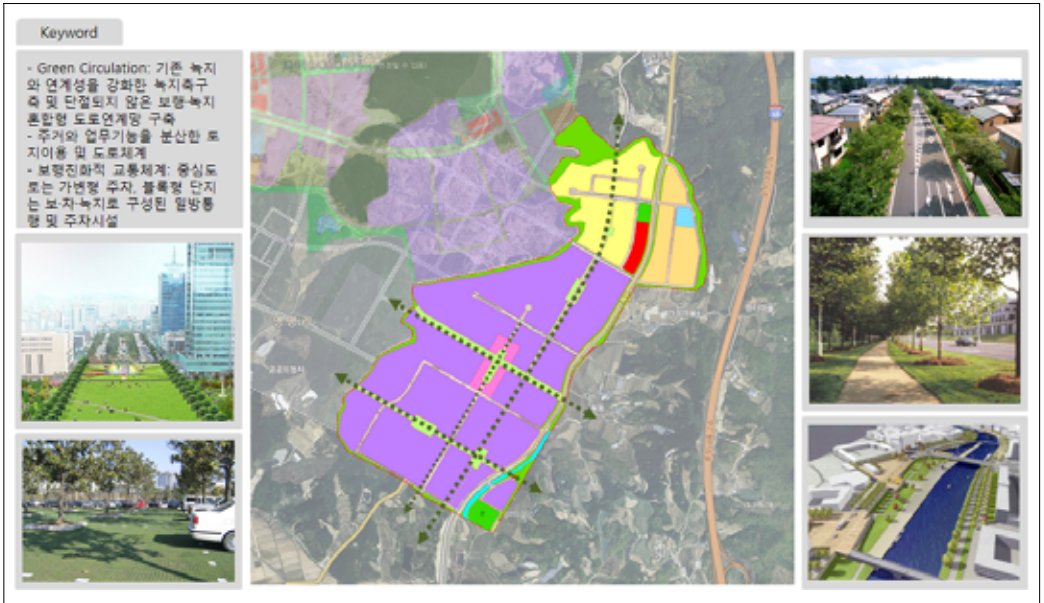 Keyword
- Green Circulation: 기존 녹지
와 연계성을 강화한 녹지축구
축 및 단절되지 않은 보행·녹지
혼합형 도로연계망 구축
- 주거와 업무기능을 분산한 토
지이용 및 도로체계
- 보행진화적 교통체계: 중심도
로는 가변형 주차, 블록형 단지
는 보·차·녹지로 구성된 일방통
행 및 주차시설